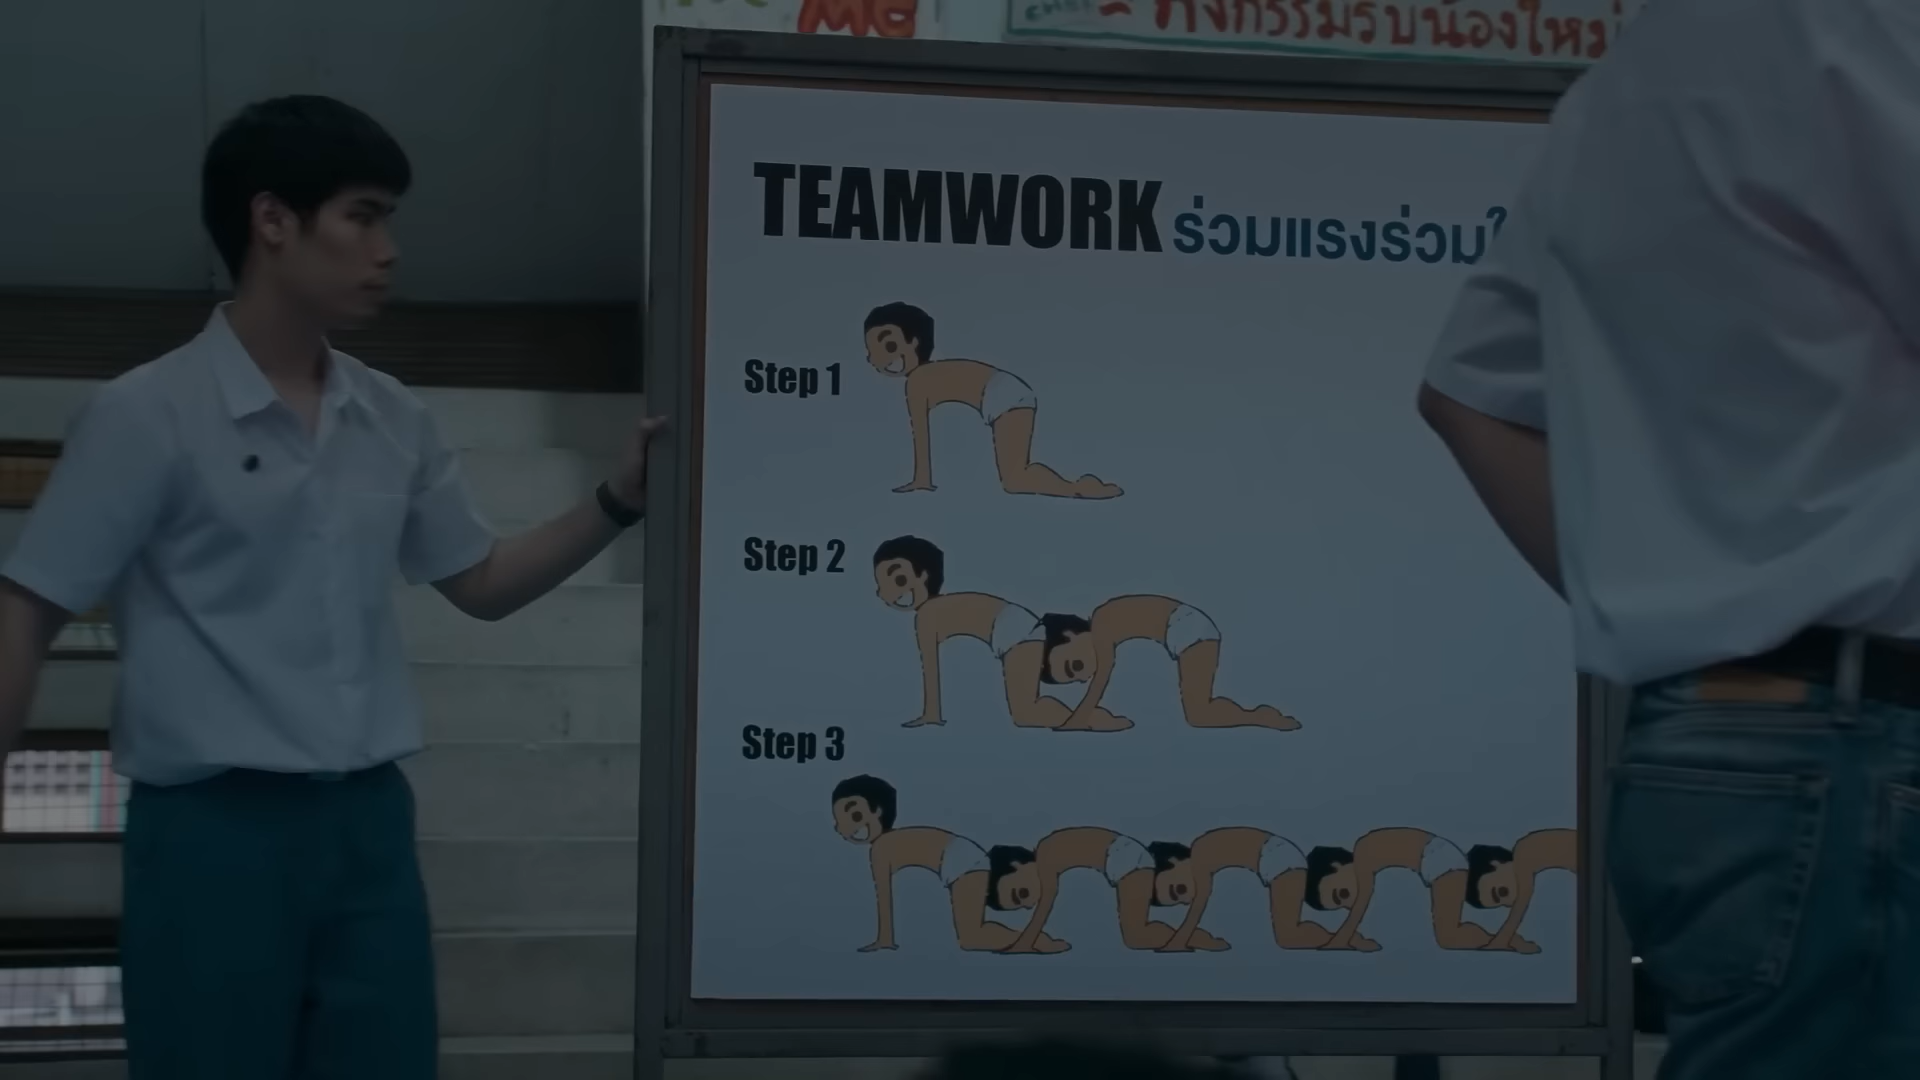 กิจกรรมรับน้องใหม่
TEAMWORK ร่วมแรงร่วมใ
Step 1
Step 2
Step 3